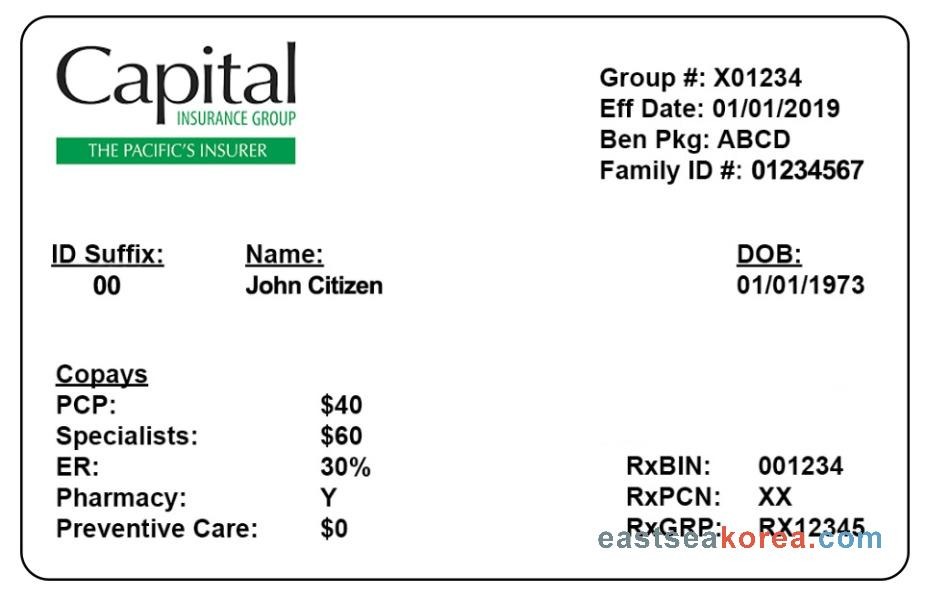 Capital
INSURANCE GROUP
THE PACIFIC'S INSURER
Group #: X01234
Eff Date: 01/01/2019
Ben Pkg: ABCD
Family ID #: 01234567
ID Suffix: Name: DOB:
00 John Citizen 01/01/1973
Copays
PCP: $40
Specialists: $60
ER: 30%
Pharmacy: Y
Preventive Care: $0
RxBIN: 001234
RxPCN: XX
RxGRP: RX12345
eastseakorea.com